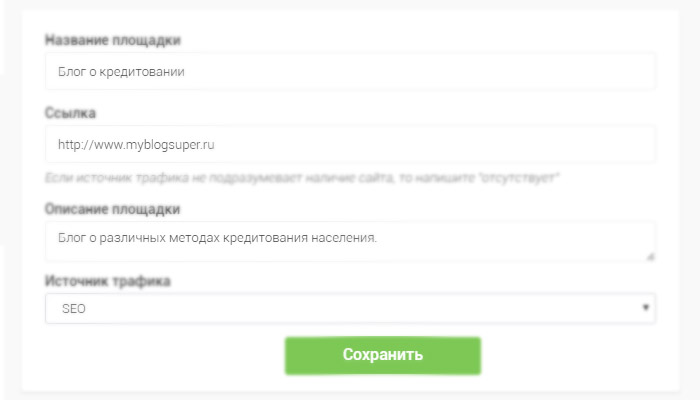 Название площадки
Блог о кредитовании
Ссылка
http://www.myblogsuper.ru
Если источник трафика не подразумевает наличие сайта, то напишите "отсутствует"
Описание площадки
Блог о различных методах кредитования населения.
Источник трафика
SEO
Сохранить